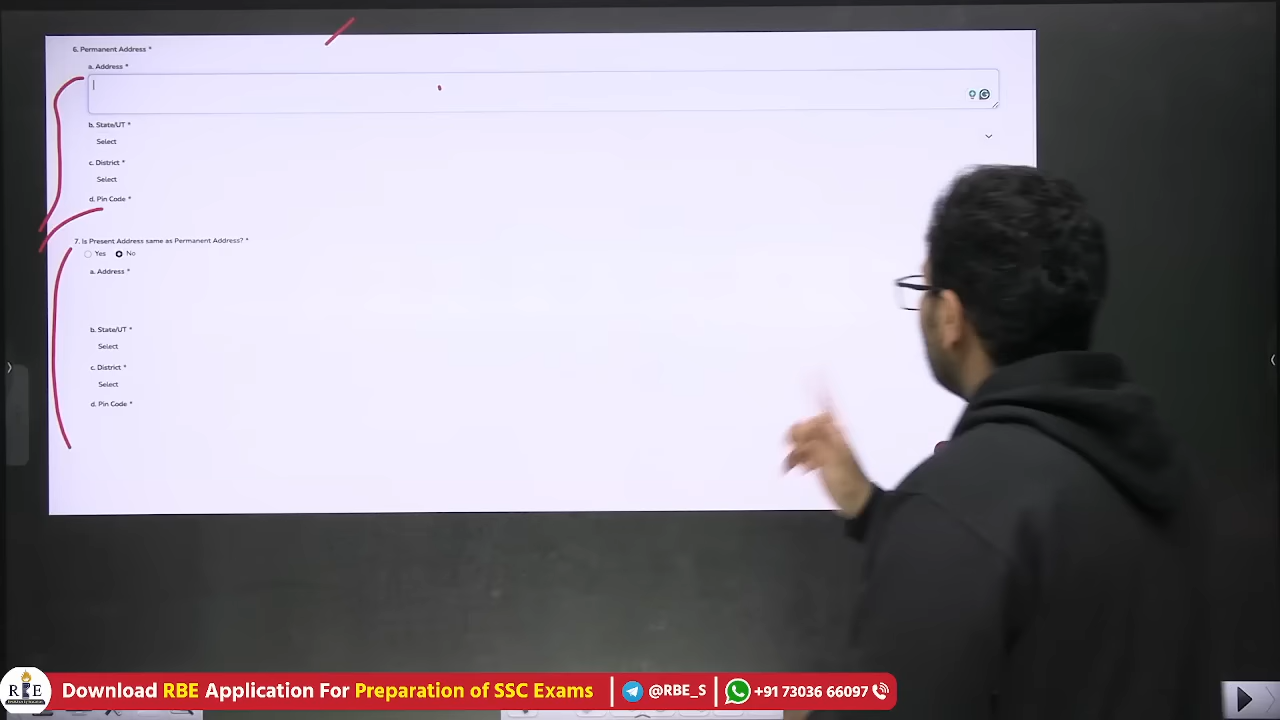 6. Permanent Address *
a. Address *
b. State/UT *
Select
c. District *
Select
d. Pin Code *
7. Is Present Address same as Permanent Address? *
Yes No
a. Address *
b. State/UT *
Select
c. District *
Select
d. Pin Code *
RBE
Download RBE Application For Preparation of SSC Exams @RBE_S +91 73036 66097